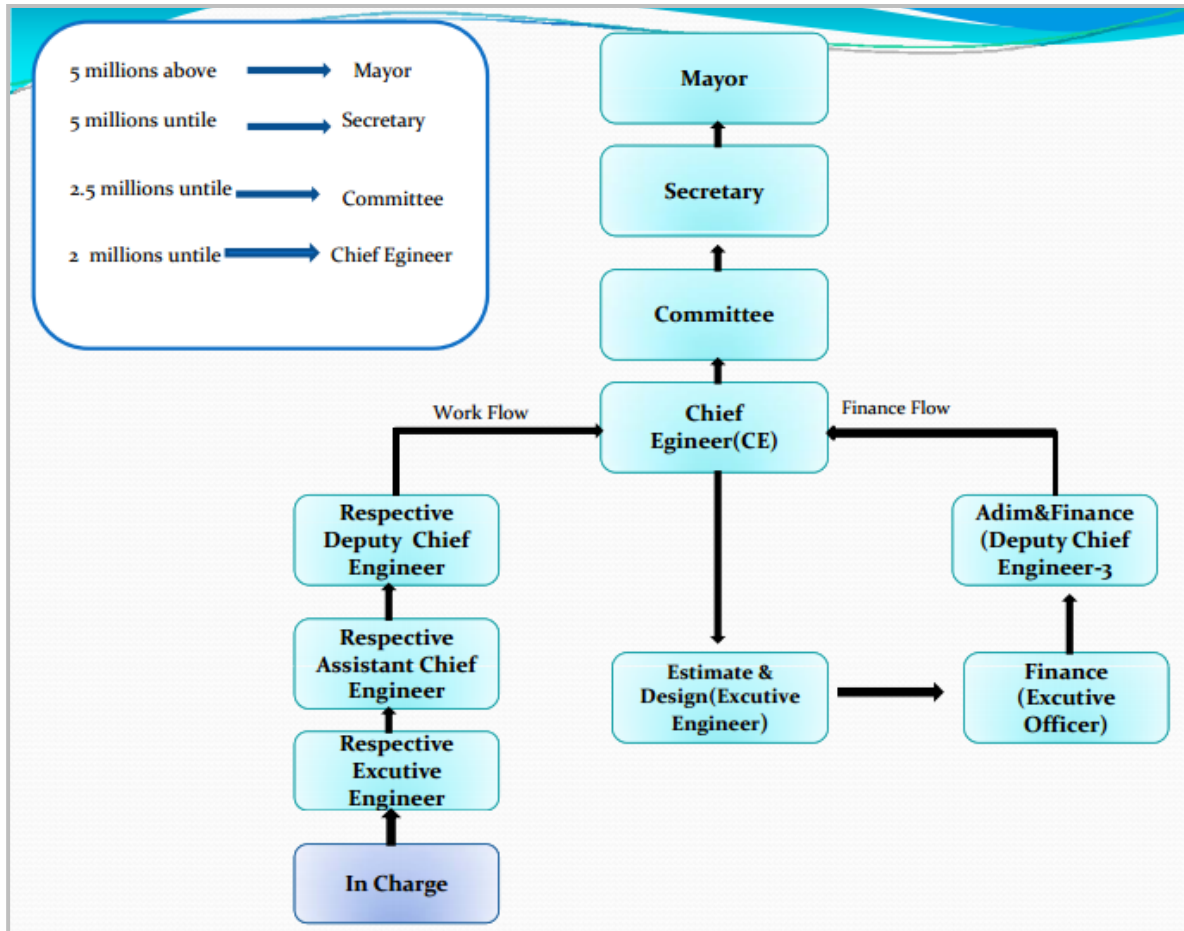 5 millions above
Mayor
5 millions untile
Secretary
2.5 millions untile
Committee
2 millions untile
Chief Egineer
Mayor
Secretary
Committee
Work Flow
Chief
Egineer(CE)
Finance Flow
Respective
Deputy Chief
Engineer
Adim&Finance
(Deputy Chief
Engineer-3
Respective
Assistant Chief
Engineer
Estimate &
Design(Excutive
Engineer)
Finance
(Excutive
Officer)
Respective
Excutive
Engineer
In Charge